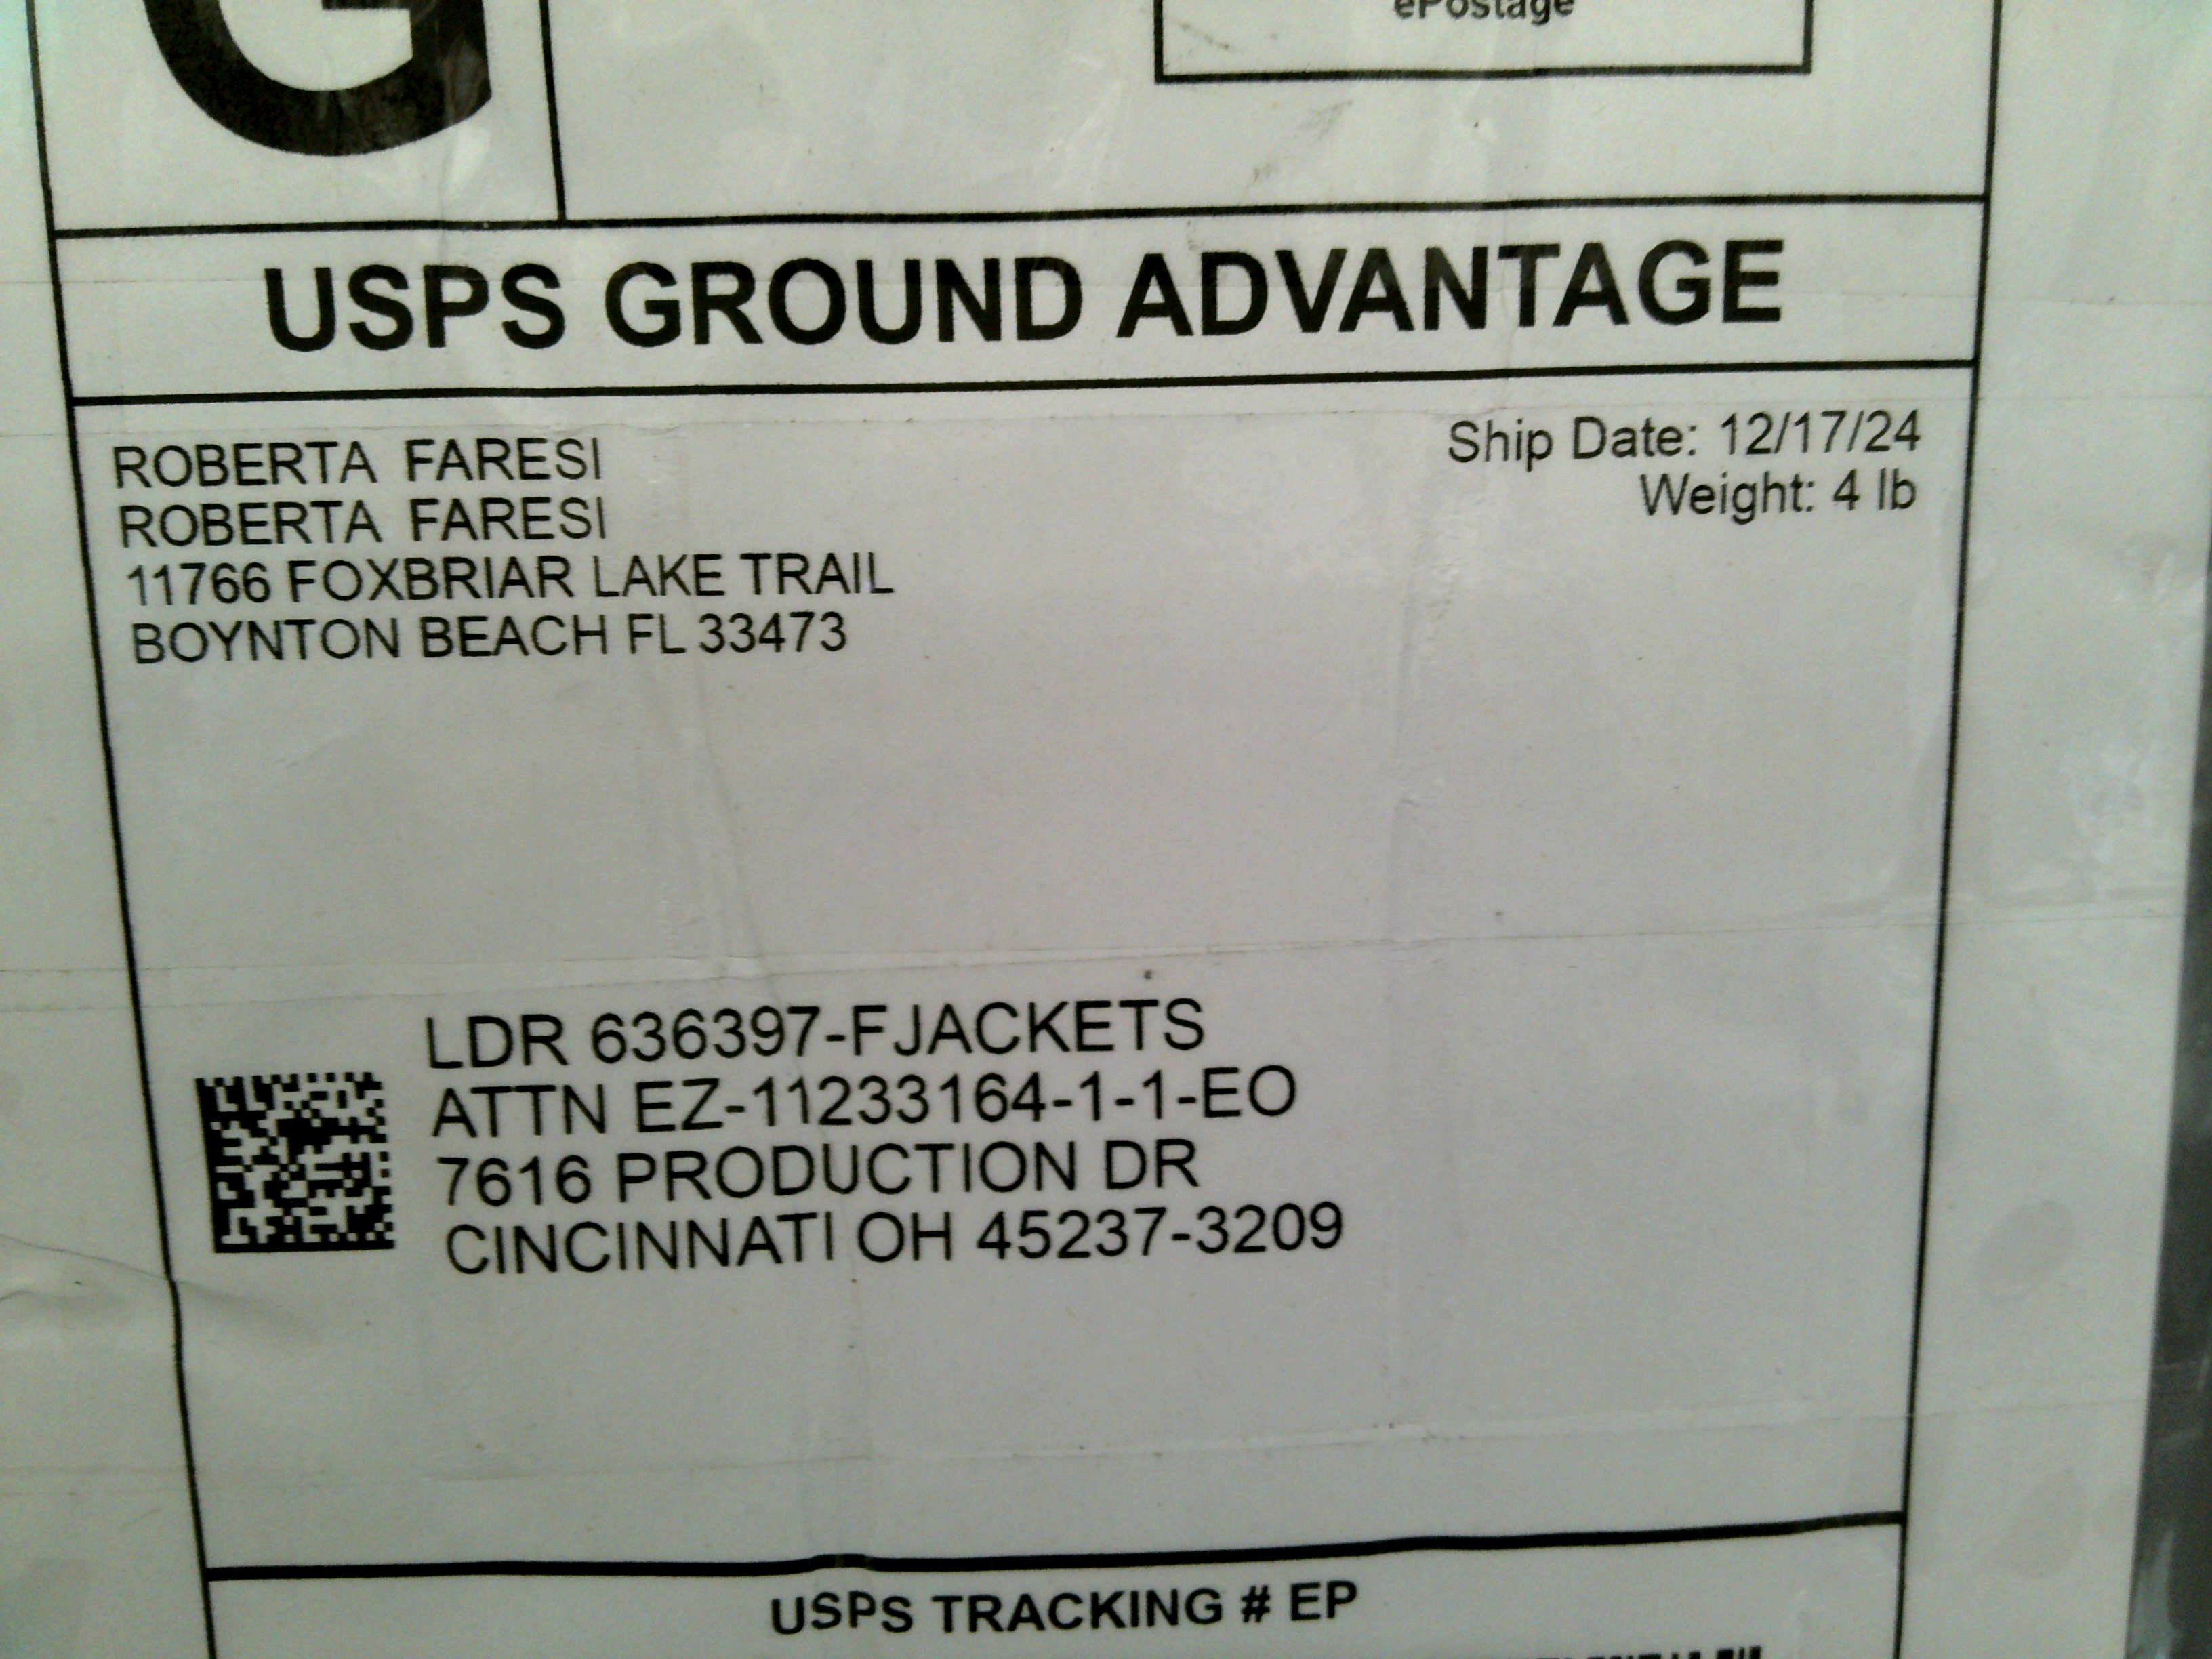 G
ePostage
USPS GROUND ADVANTAGE
ROBERTA FARESI
ROBERTA FARESI
11766 FOXBRIAR LAKE TRAIL
BOYNTON BEACH FL 33473
Ship Date: 12/17/24
Weight: 4 lb
LDR 636397-FJACKETS
ATTN EZ-11233164-1-1-EO
7616 PRODUCTION DR
CINCINNATI OH 45237-3209
USPS TRACKING # EP